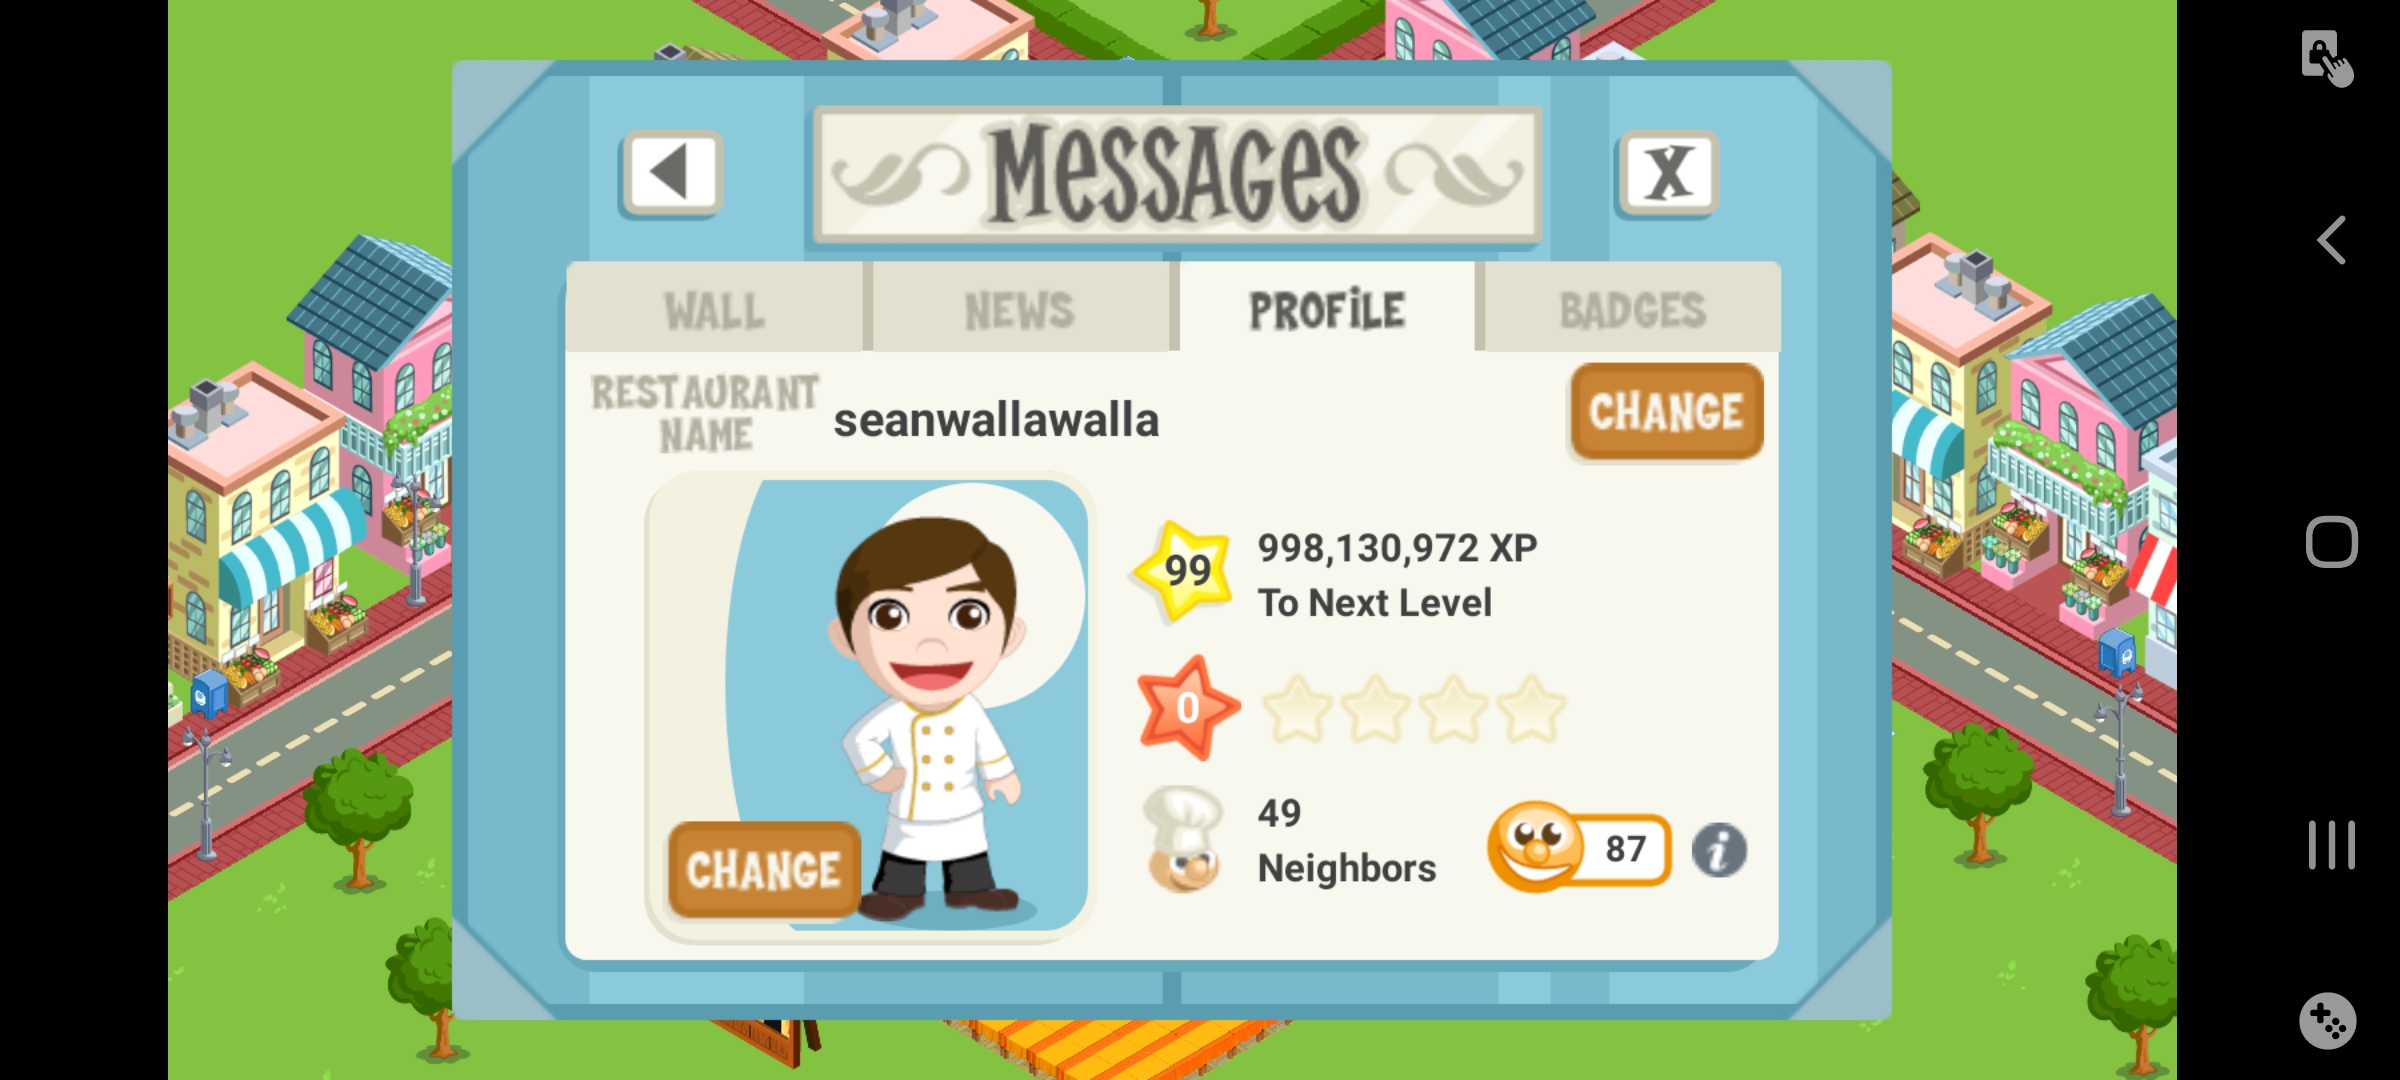 MESSAGES
X
WALL
NEWS
PROFILE
BADGES
RESTAURANT
NAME
seanwallawalla
CHANGE
99
998,130,972 XP
To Next Level
0
49
Neighbors
87
i
CHANGE